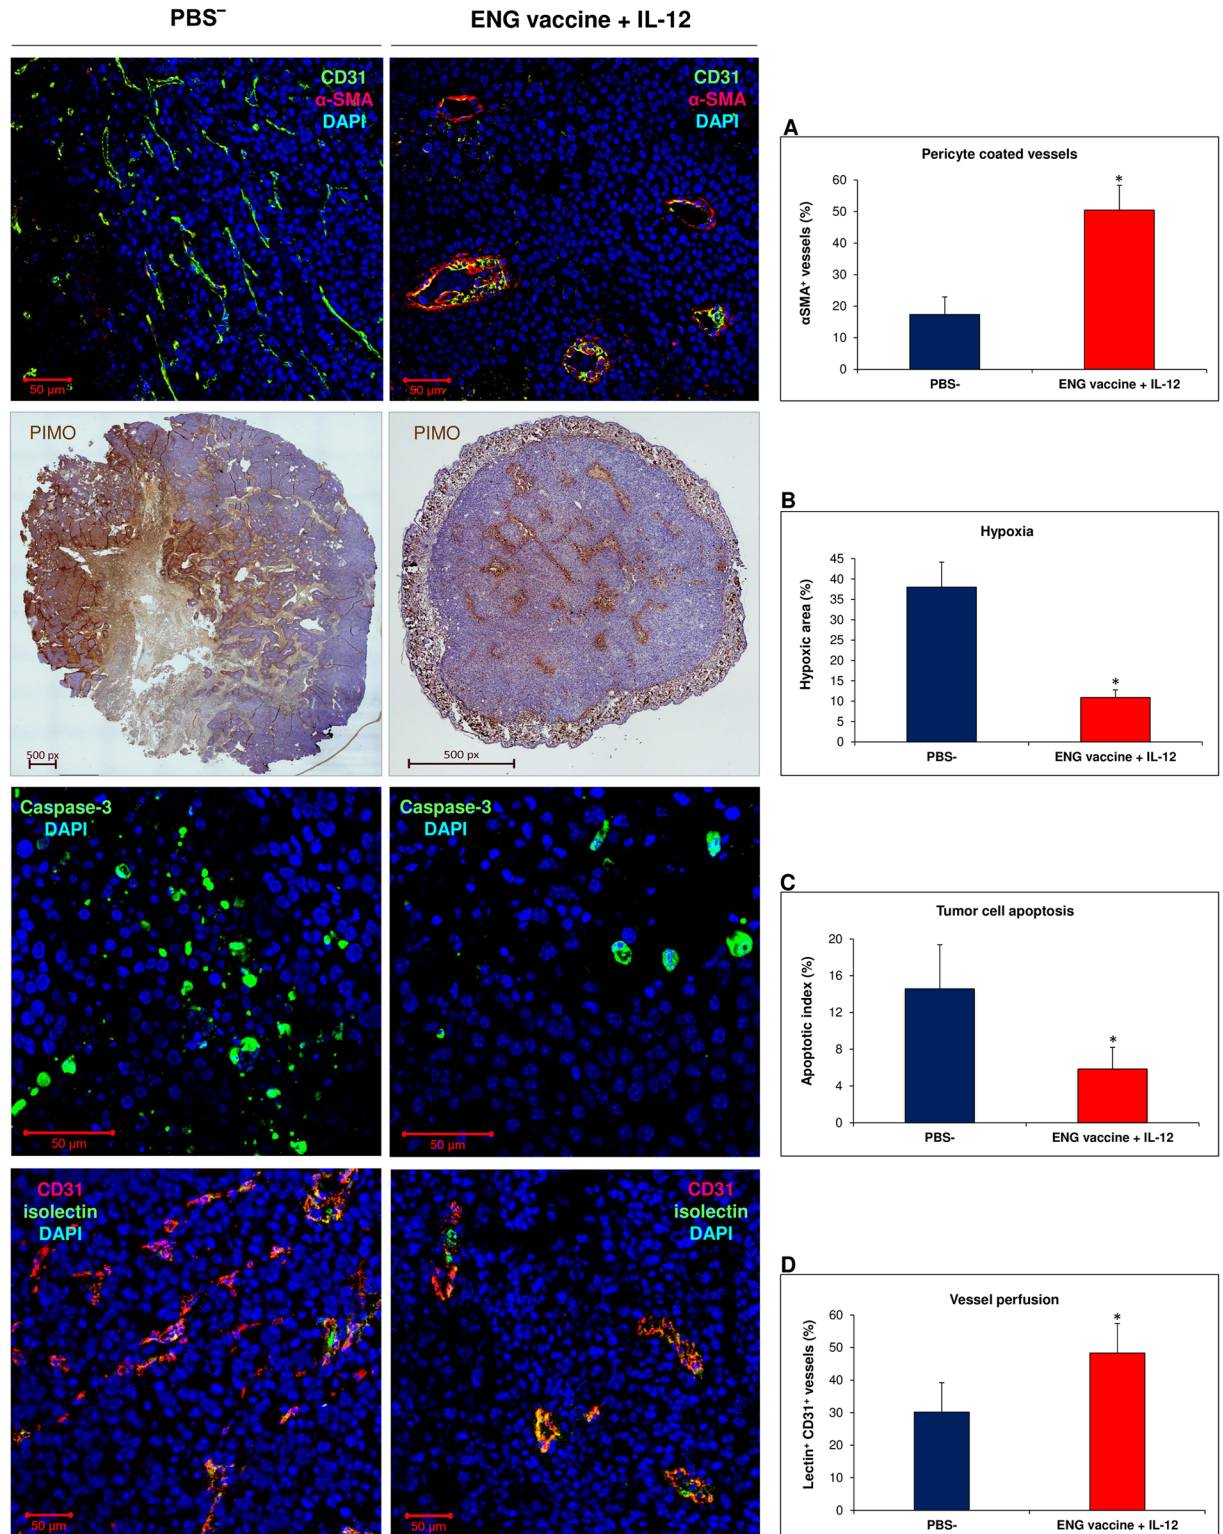 PBS⁻
ENG vaccine + IL-12
CD31
α-SMA
DAPI
50 µm
CD31
α-SMA
DAPI
50 µm
A
Pericyte coated vessels
αSMA⁺ vessels (%)
60
50
40
30
20
10
0
*
PBS-
ENG vaccine + IL-12
PIMO
500 px
PIMO
500 px
B
Hypoxia
Hypoxic area (%)
45
40
35
30
25
20
15
10
5
0
*
PBS-
ENG vaccine + IL-12
Caspase-3
DAPI
50 µm
Caspase-3
DAPI
50 µm
C
Tumor cell apoptosis
Apoptotic index (%)
20
16
12
8
4
0
*
PBS-
ENG vaccine + IL-12
CD31
isolectin
DAPI
50 µm
CD31
isolectin
DAPI
50 µm
D
Vessel perfusion
Lectin⁺ CD31⁺ vessels (%)
60
50
40
30
20
10
0
*
PBS-
ENG vaccine + IL-12